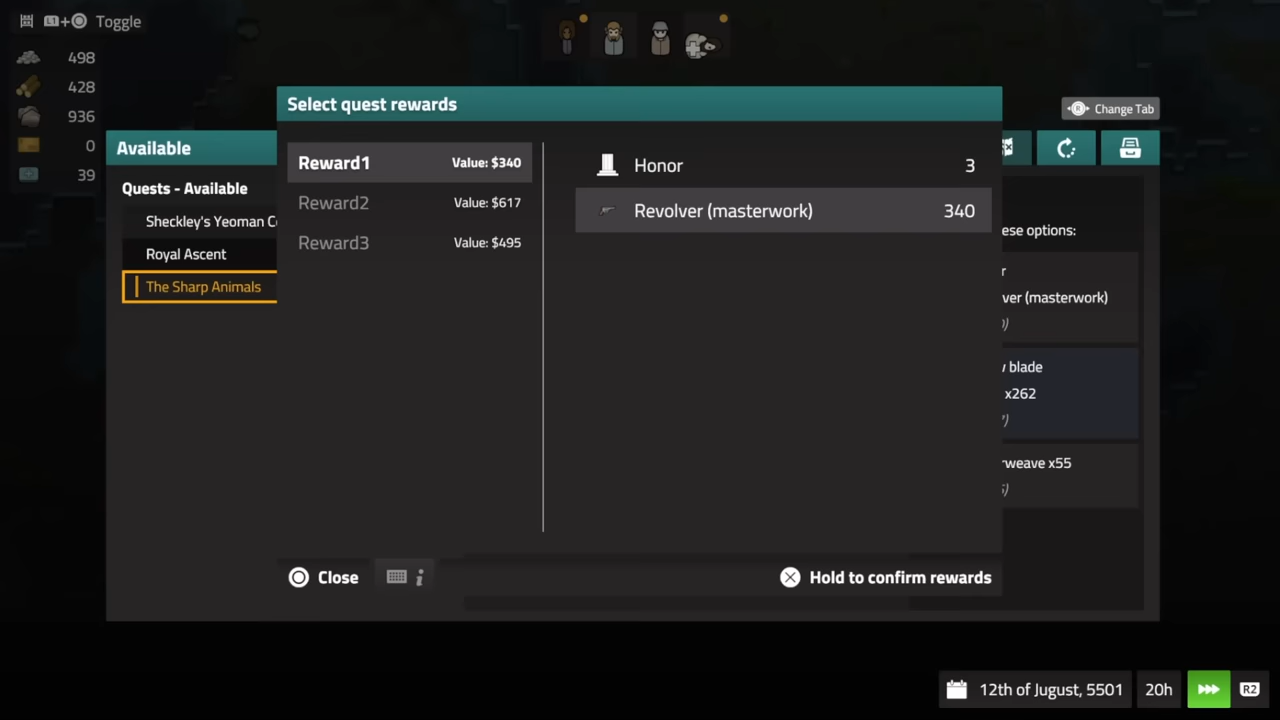 L1+ Toggle
498
428
936
0
39
Change Tab
Available
Quests - Available
Sheckley's Yeoman C
Royal Ascent
The Sharp Animals
Select quest rewards
Reward1 Value: $340
Reward2 Value: $617
Reward3 Value: $495
Honor 3
Revolver (masterwork) 340
ese options:
r
ver (masterwork)
)
blade
x262
)
rweave x55
)
Close
Hold to confirm rewards
12th of Jugust, 5501 20h R2